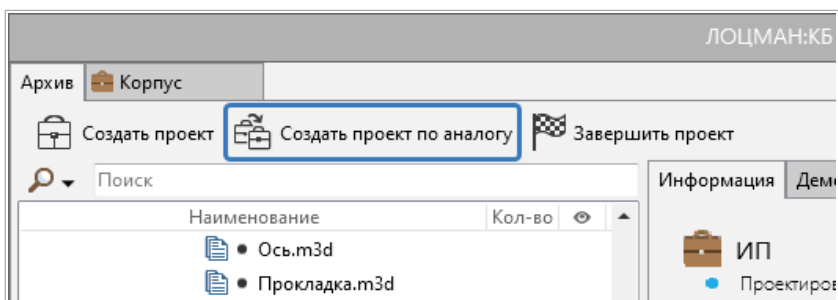 ЛОЦМАН:КБ
Архив Корпус
Создать проект Создать проект по аналогу Завершить проект
Поиск
Информация
Наименование Кол-во
Ось.m3d
ИП
Прокладка.m3d